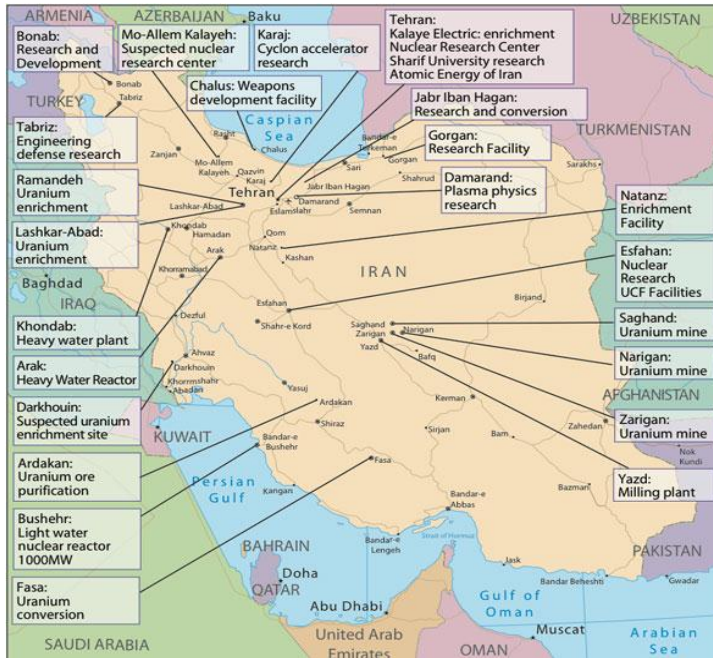 ARMENIA
AZERBAIJAN
Baku
UZBEKISTAN
Bonab:
Research and
Development
Mo-Allem Kalayeh:
Suspected nuclear
research center
Karaj:
Cyclon accelerator
research
Tehran:
Kalaye Electric: enrichment
Nuclear Research Center
Sharif University research
Atomic Energy of Iran
TURKEY
Chalus: Weapons
development facility
Jabr Iban Hagan:
Research and conversion
TURKMENISTAN
Tabriz:
Engineering
defense research
Gorgan:
Research Facility
Ramandeh
Uranium
enrichment
Damarand:
Plasma physics
research
Lashkar-Abad:
Uranium
enrichment
Natanz:
Enrichment
Facility
Esfahan:
Nuclear
Research
UCF Facilities
Khondab:
Heavy water plant
Saghand:
Uranium mine
Arak:
Heavy Water Reactor
Narigan:
Uranium mine
Darkhouin:
Suspected uranium
enrichment site
Zarigan:
Uranium mine
Ardakan:
Uranium ore
purification
Yazd:
Milling plant
Bushehr:
Light water
nuclear reactor
1000MW
Fasa:
Uranium
conversion
Bonab
Tabriz
Caspian
Sea
Rasht
Chalus
Bandar-e
Torkeman
Gorgan
Zanjan
Mo-Allem
Kalayeh
Qazvin
Karaj
Sari
Shahrud
Sarakhs
Tehran
Jabr Iban Hagan
Damarand
Lashkar-Abad
Eslamshahr
Semnan
Khondab
Hamadan
Qom
Natanz
Arak
Kashan
IRAN
Khorramabad
Baghdad
IRAQ
Dezful
Esfahan
Birjand
Shahr-e Kord
Saghand
Zarigan
Narigan
Yazd
Bafq
Ahvaz
Darkhouin
Khorrmshahr
Abadan
Yasuj
Ardakan
Kerman
AFGHANISTAN
Shiraz
Sirjan
Bam
Zahedan
KUWAIT
Bandar-e
Bushehr
Fasa
Nok
Kundi
Persian
Gulf
Kangan
Bazman
Bandar-e
Abbas
BAHRAIN
Bandar-e
Lengeh
Strait of Hormuz
Jask
PAKISTAN
Doha
QATAR
Bandar Beheshti
Gwadar
Abu Dhabi
Gulf of
Oman
United Arab
Emirates
Muscat
Arabian
Sea
SAUDI ARABIA
OMAN